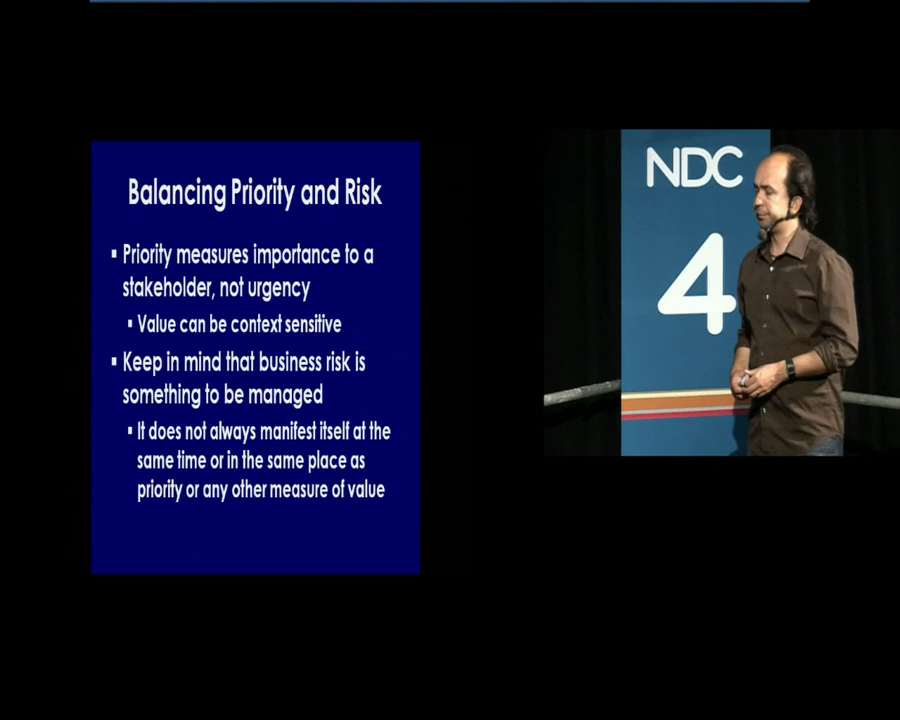 Balancing Priority and Risk
▪ Priority measures importance to a
stakeholder, not urgency
▪ Value can be context sensitive
▪ Keep in mind that business risk is
something to be managed
▪ It does not always manifest itself at the
same time or in the same place as
priority or any other measure of value
NDC
4